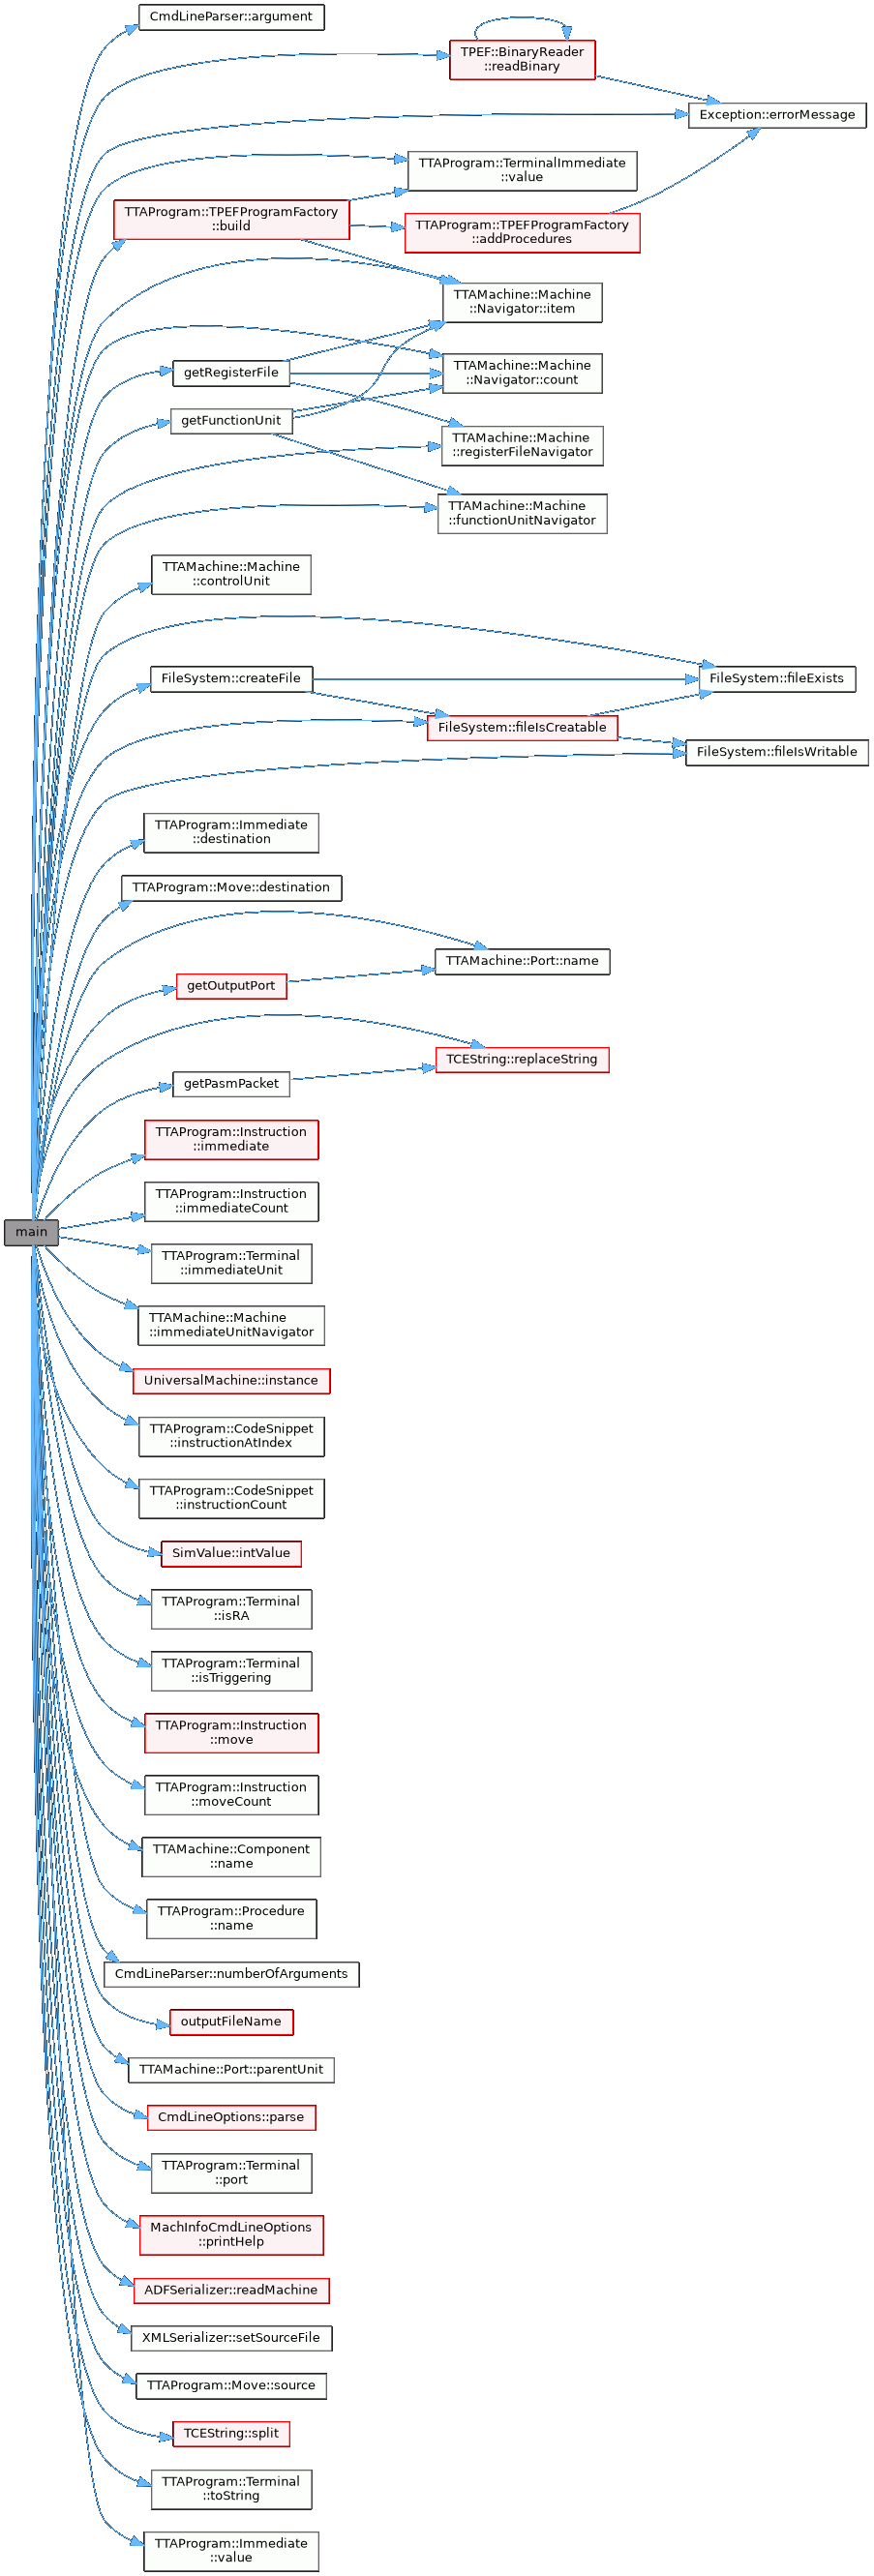 CmdLineParser::argument
TPEF::BinaryReader
::readBinary
Exception::errorMessage
TTAProgram::TerminalImmediate
::value
TTAProgram::TPEFProgramFactory
::build
TTAProgram::TPEFProgramFactory
::addProcedures
TTAMachine::Machine
::Navigator::item
getRegisterFile
TTAMachine::Machine
::Navigator::count
getFunctionUnit
TTAMachine::Machine
::registerFileNavigator
TTAMachine::Machine
::functionUnitNavigator
TTAMachine::Machine
::controlUnit
FileSystem::createFile
FileSystem::fileExists
FileSystem::fileIsCreatable
FileSystem::fileIsWritable
TTAProgram::Immediate
::destination
TTAProgram::Move::destination
TTAMachine::Port::name
getOutputPort
TCEString::replaceString
getPasmPacket
TTAProgram::Instruction
::immediate
TTAProgram::Instruction
::immediateCount
main
TTAProgram::Terminal
::immediateUnit
TTAMachine::Machine
::immediateUnitNavigator
UniversalMachine::instance
TTAProgram::CodeSnippet
::instructionAtIndex
TTAProgram::CodeSnippet
::instructionCount
SimValue::intValue
TTAProgram::Terminal
::isRA
TTAProgram::Terminal
::isTriggering
TTAProgram::Instruction
::move
TTAProgram::Instruction
::moveCount
TTAMachine::Component
::name
TTAProgram::Procedure
::name
CmdLineParser::numberOfArguments
outputFileName
TTAMachine::Port::parentUnit
CmdLineOptions::parse
TTAProgram::Terminal
::port
MachInfoCmdLineOptions
::printHelp
ADFSerializer::readMachine
XMLSerializer::setSourceFile
TTAProgram::Move::source
TCEString::split
TTAProgram::Terminal
::toString
TTAProgram::Immediate
::value